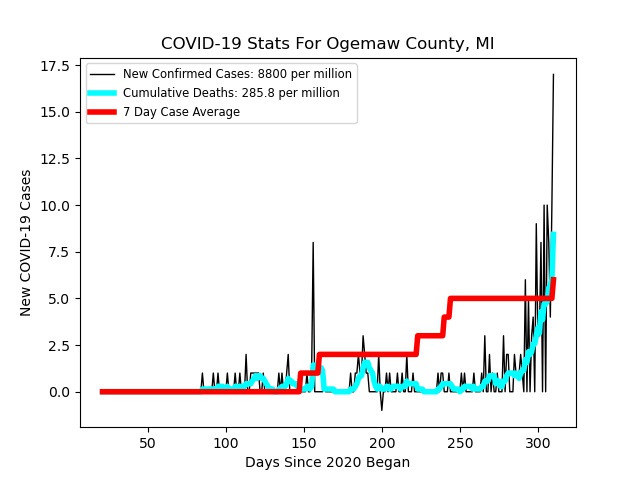 COVID-19 Stats For Ogemaw County, MI
New Confirmed Cases: 8800 per million
Cumulative Deaths: 285.8 per million
7 Day Case Average
New COVID-19 Cases
17.5
15.0
12.5
10.0
7.5
5.0
2.5
0.0
50 100 150 200 250 300
Days Since 2020 Began